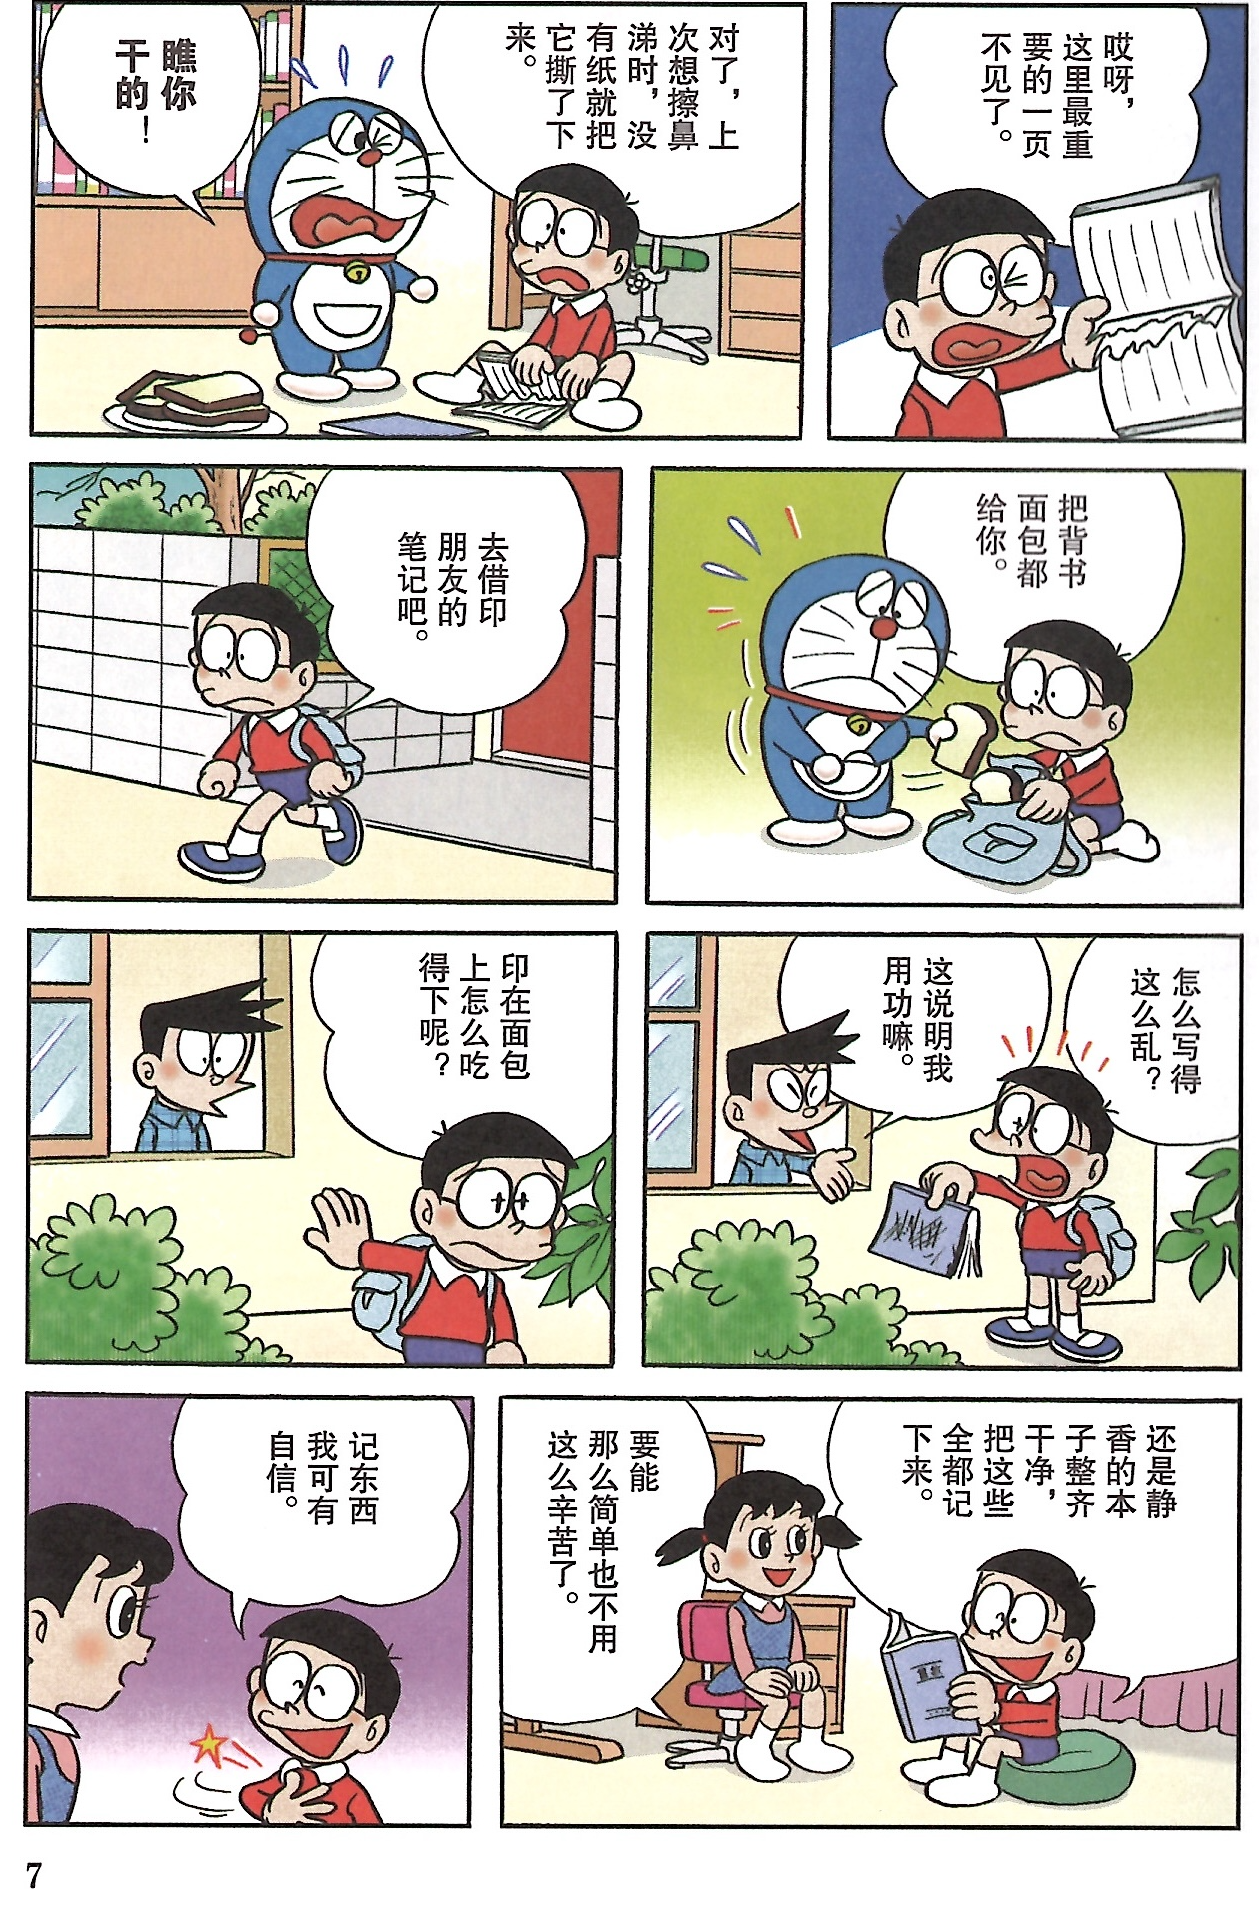 哎呀，
这里最重
要的一页
不见了。
对了，上
次想擦鼻
涕时，没
有纸就把
它撕了下
来。
瞧你
干的！
把背书
面包都
给你。
去借印
朋友的
笔记吧。
怎么写得
这么乱？
这说明我
用功嘛。
印在面包
上怎么吃
得下呢？
还是静
香的本
子整齐
干净，
把这些
全都记
下来。
要能
那么简单也不用
这么辛苦了。
记东西
我可有
自信。
7